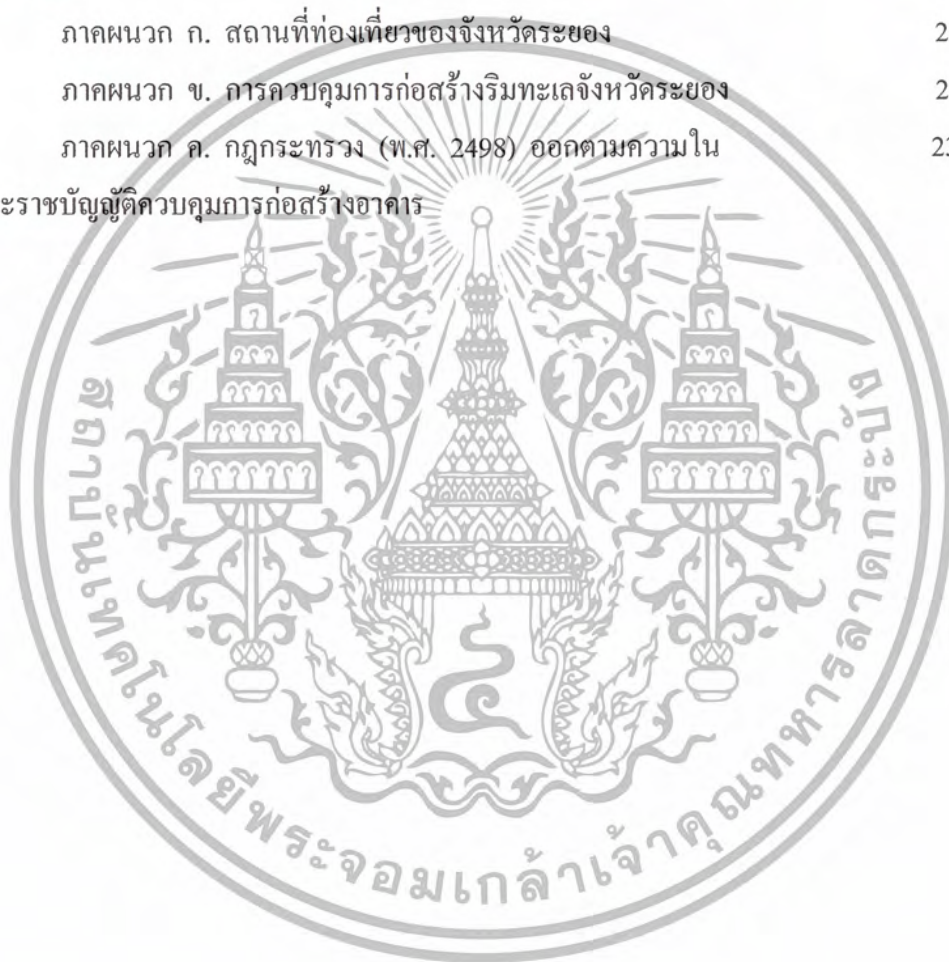 ภาคผนวก ก. สถานที่ท่องเที่ยวของจังหวัดระยอง 2
ภาคผนวก ข. การควบคุมการก่อสร้างริมทะเลจังหวัดระยอง 2
ภาคผนวก ค. กฎกระทรวง (พ.ศ. 2498) ออกตามความใน 23
ะราชบัญญัติควบคุมการก่อสร้างอาคาร
สถาบันเทคโนโลยีพระจอมเกล้าเจ้าคุณทหารลาดกระบัง